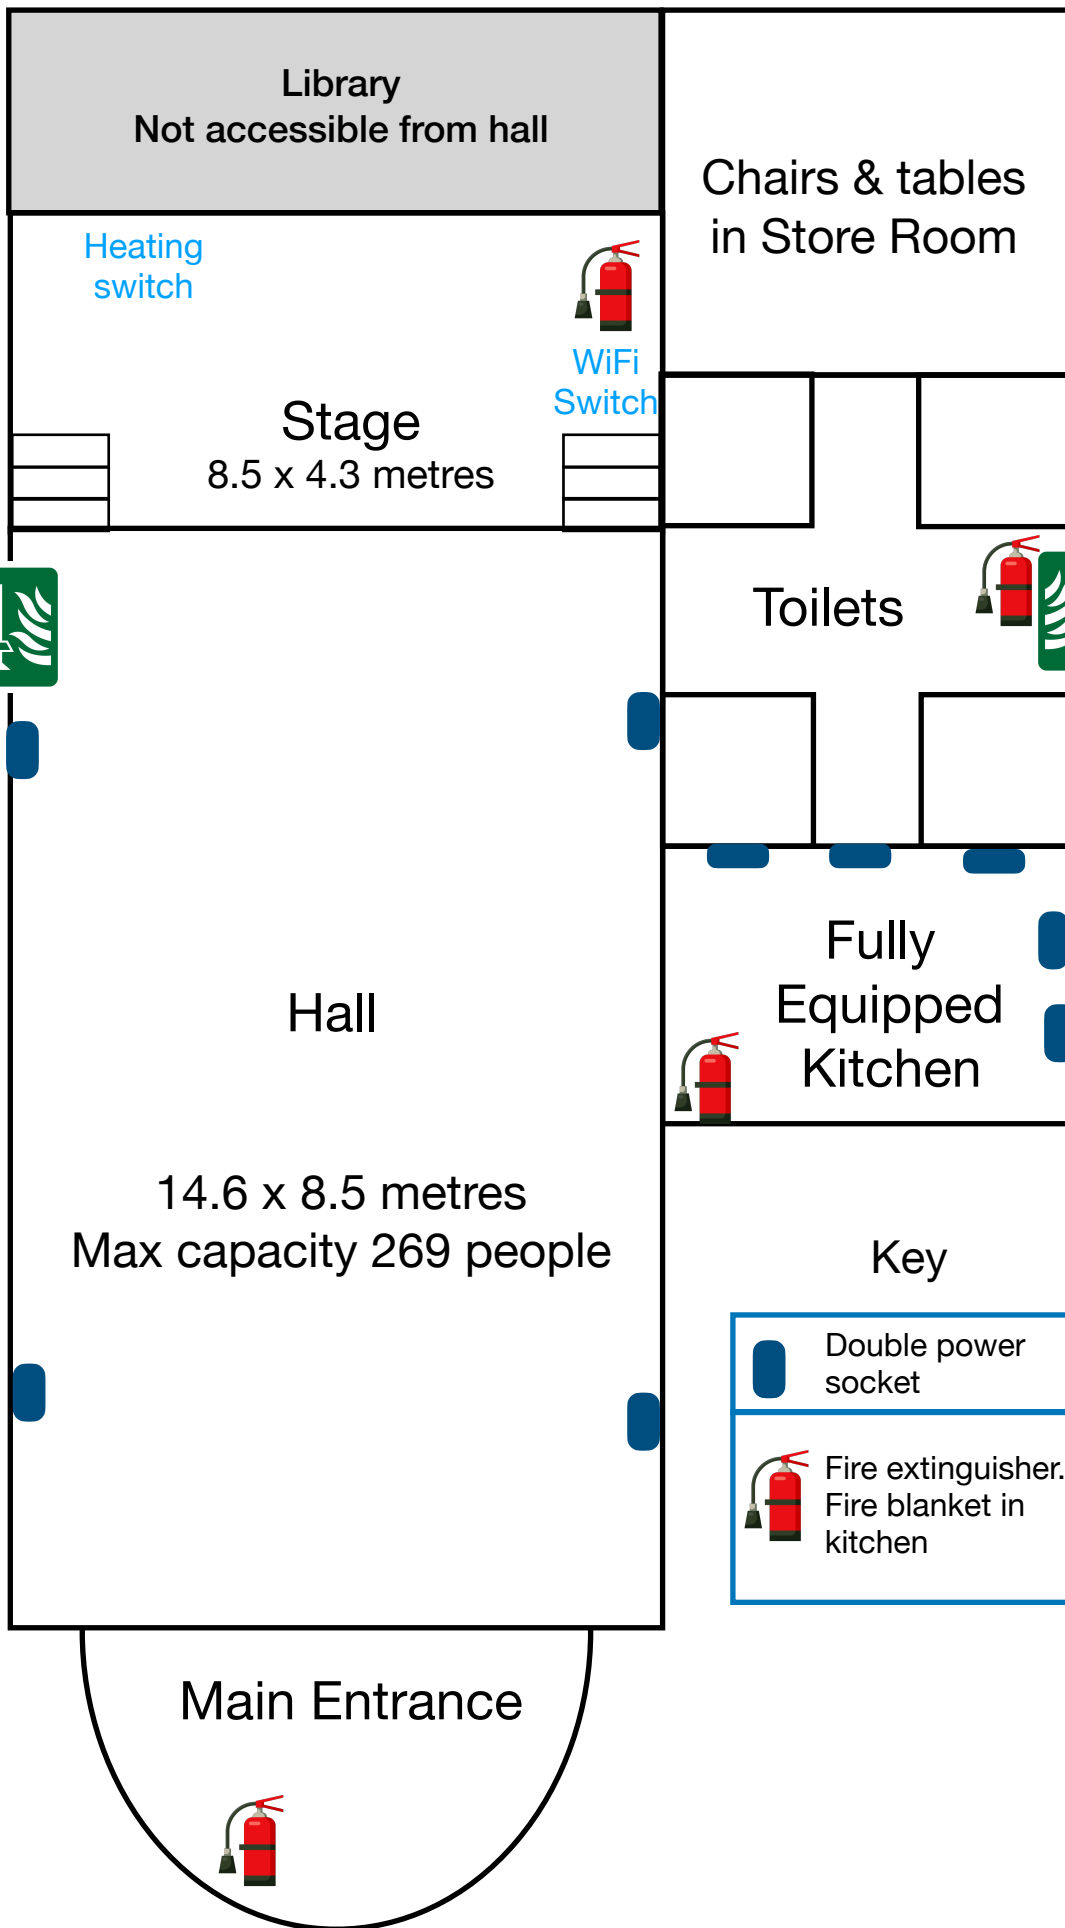 Library
Not accessible from hall
Chairs & tables
in Store Room
Heating
switch
WiFi
Switch
Stage
8.5 x 4.3 metres
Toilets
Fully
Equipped
Kitchen
Hall
14.6 x 8.5 metres
Max capacity 269 people
Key
Double power
socket
Fire extinguisher.
Fire blanket in
kitchen
Main Entrance